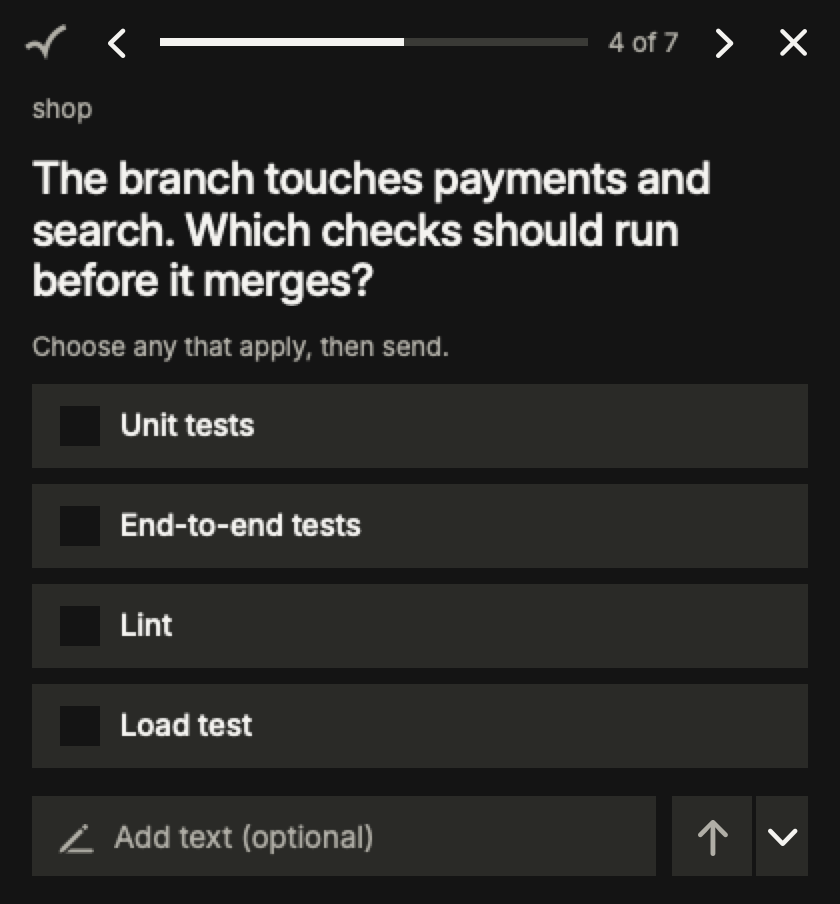 4 of 7
shop
The branch touches payments and
search. Which checks should run
before it merges?
Choose any that apply, then send.
Unit tests
End-to-end tests
Lint
Load test
Add text (optional)